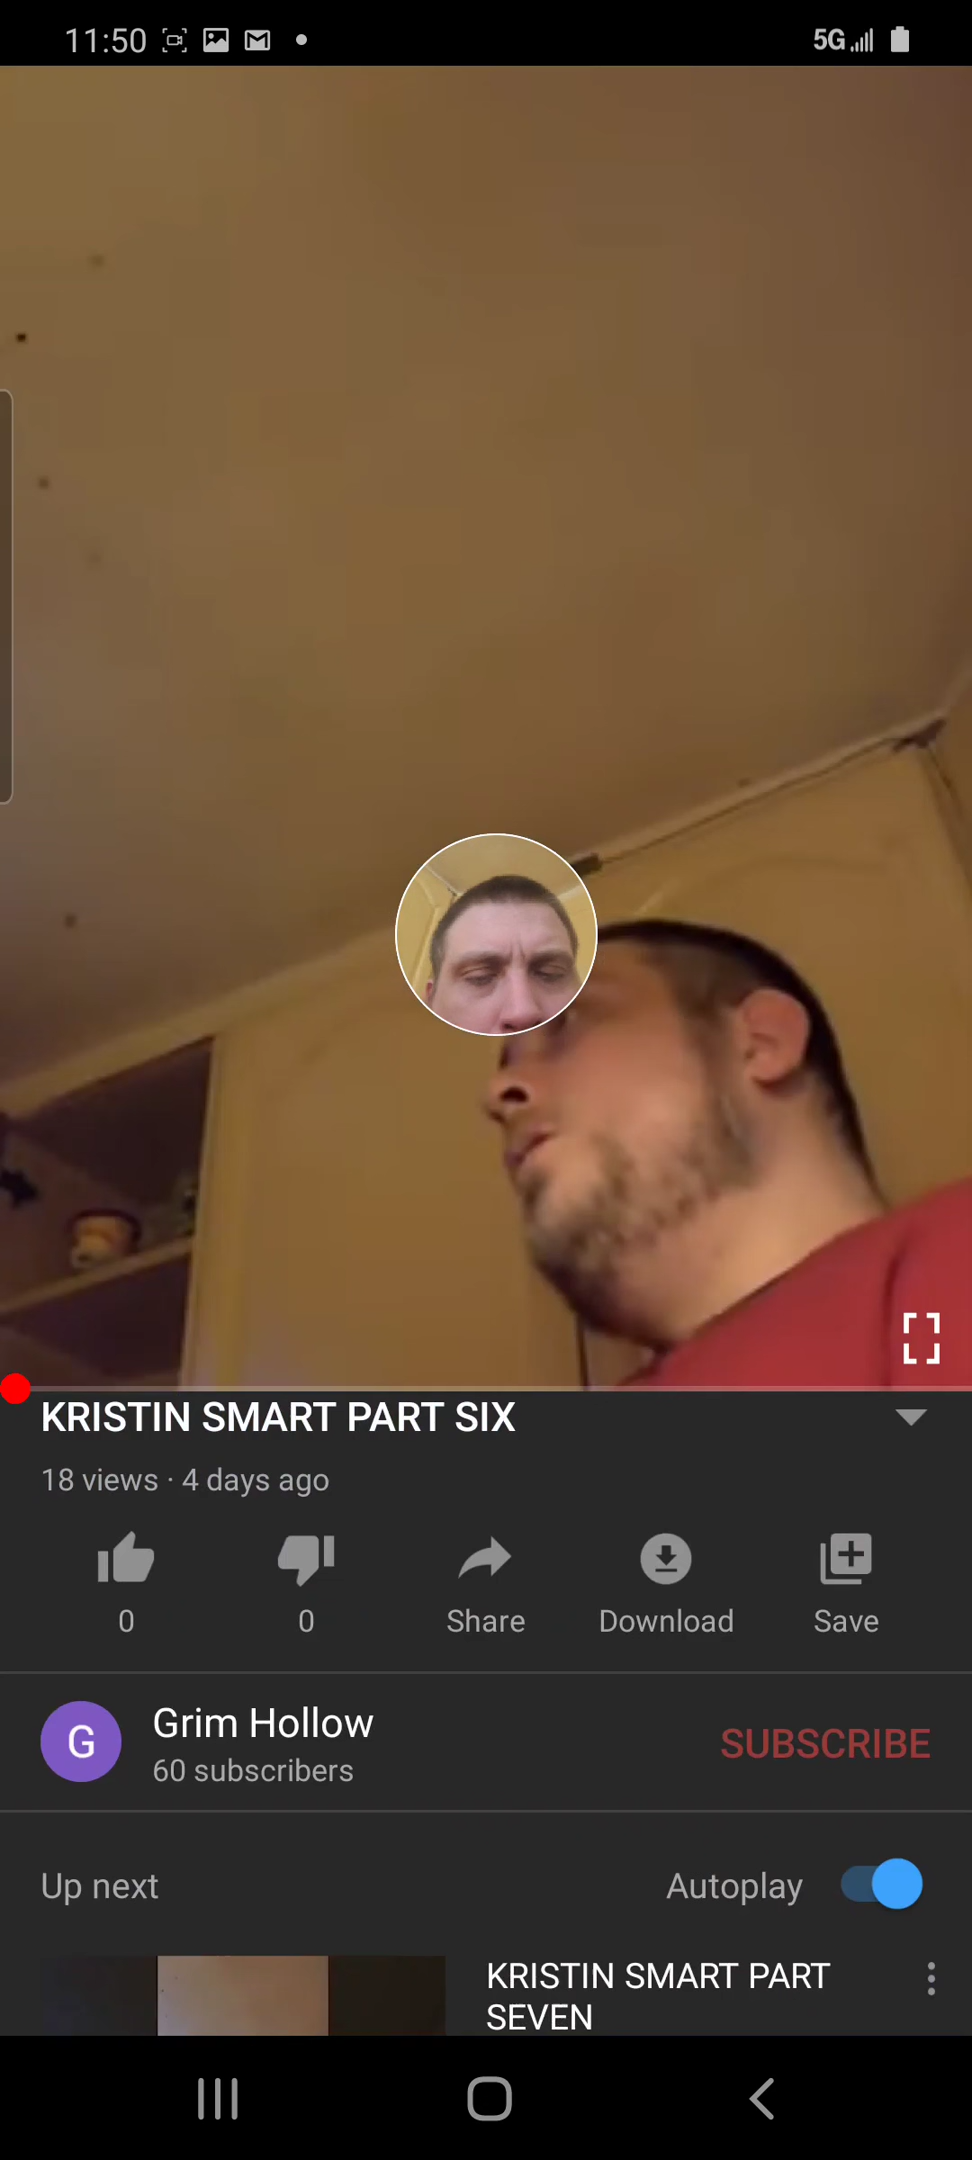 11:50
5G
KRISTIN SMART PART SIX
18 views · 4 days ago
0
0
Share
Download
Save
G
Grim Hollow
60 subscribers
SUBSCRIBE
Up next
Autoplay
KRISTIN SMART PART
SEVEN